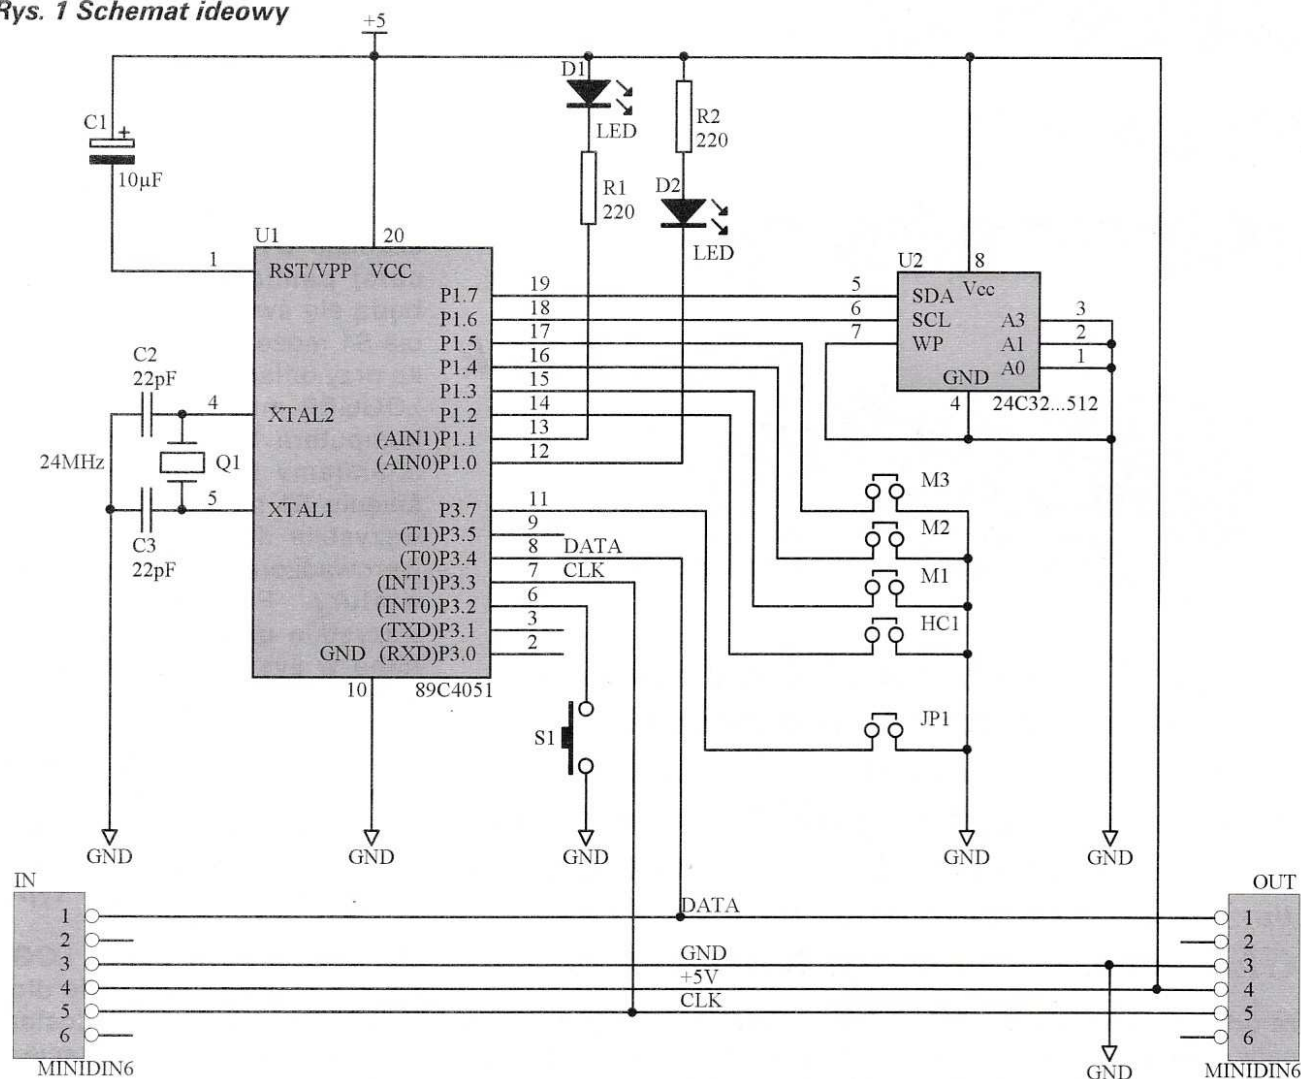 Rys. 1 Schemat ideowy
+5
C1
+
10µF
D1
LED
R2
220
R1
220
D2
LED
U1
20
1
RST/VPP VCC
P1.7
P1.6
P1.5
P1.4
P1.3
P1.2
(AIN1)P1.1
(AIN0)P1.0
19
18
17
16
15
14
13
12
U2
8
5
6
7
SDA
SCL
WP
Vcc
A3
A1
A0
GND
3
2
1
4
24C32...512
C2
22pF
4
XTAL2
24MHz
Q1
5
XTAL1
C3
22pF
P3.7
(T1)P3.5
(T0)P3.4
(INT1)P3.3
(INT0)P3.2
(TXD)P3.1
GND (RXD)P3.0
11
9
8
7
6
3
2
DATA
CLK
10
89C4051
M3
M2
M1
HC1
JP1
S1
GND
GND
GND
GND
GND
IN
1
2
3
4
5
6
MINIDIN6
DATA
GND
+5V
CLK
GND
OUT
1
2
3
4
5
6
MINIDIN6